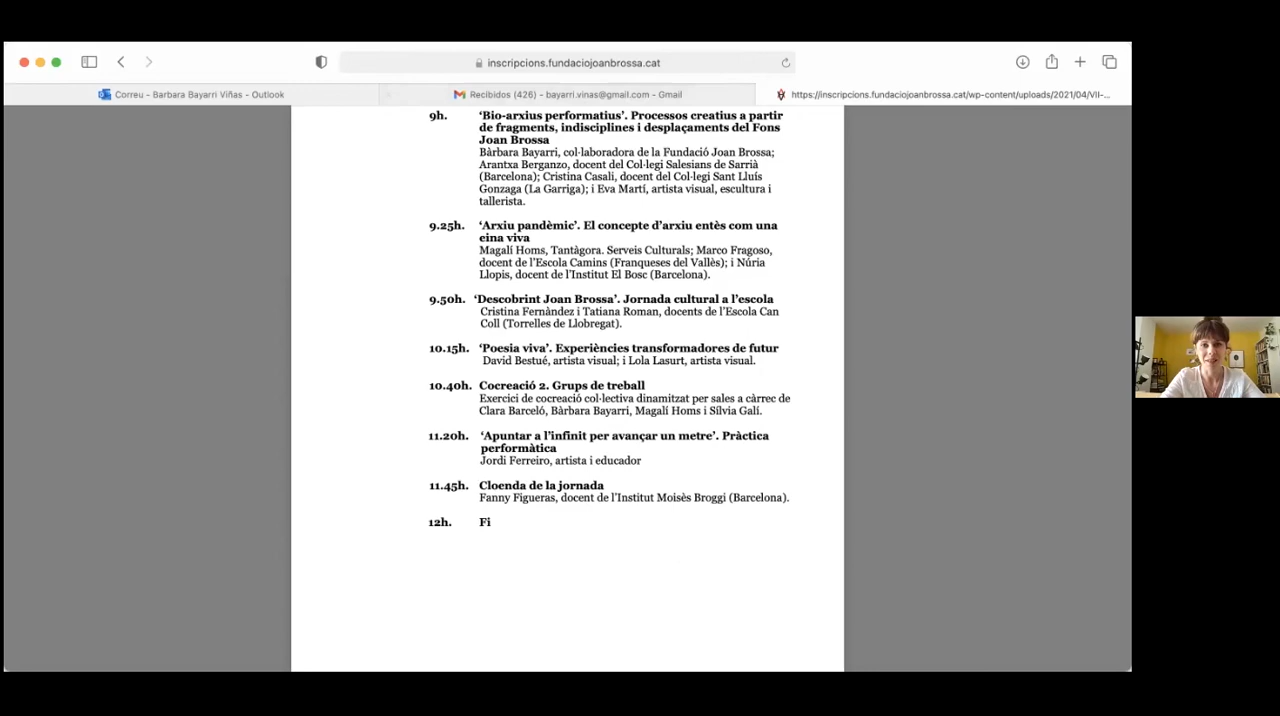 inscripcions.fundaciojoanbrossa.cat
Correu - Barbara Bayarri Viñas - Outlook
Recibidos (426) - bayarri.vinas@gmail.com - Gmail
https://inscripcions.fundaciojoanbrossa.cat/wp-content/uploads/2021/04/VII-...
9h. ‘Bio-arxius performatius’. Processos creatius a partir
de fragments, indisciplines i desplaçaments del Fons
Joan Brossa
Bàrbara Bayarri, col·laboradora de la Fundació Joan Brossa;
Arantxa Berganzo, docent del Col·legi Salesians de Sarrià
(Barcelona); Cristina Casali, docent del Col·legi Sant Lluís
Gonzaga (La Garriga); i Eva Martí, artista visual, escultura i
tallerista.
9.25h. ‘Arxiu pandèmic’. El concepte d’arxiu entès com una
eina viva
Magalí Homs, Tantàgora. Serveis Culturals; Marco Fragoso,
docent de l’Escola Camins (Franqueses del Vallès); i Núria
Llopis, docent de l’Institut El Bosc (Barcelona).
9.50h. ‘Descobrint Joan Brossa’. Jornada cultural a l’escola
Cristina Fernàndez i Tatiana Roman, docents de l’Escola Can
Coll (Torrelles de Llobregat).
10.15h. ‘Poesia viva’. Experiències transformadores de futur
David Bestué, artista visual; i Lola Lasurt, artista visual.
10.40h. Cocreació 2. Grups de treball
Exercici de cocreació col·lectiva dinamitzat per sales a càrrec de
Clara Barceló, Bàrbara Bayarri, Magalí Homs i Sílvia Galí.
11.20h. ‘Apuntar a l’infinit per avançar un metre’. Pràctica
performàtica
Jordi Ferreiro, artista i educador
11.45h. Cloenda de la jornada
Fanny Figueras, docent de l’Institut Moisès Broggi (Barcelona).
12h. Fi